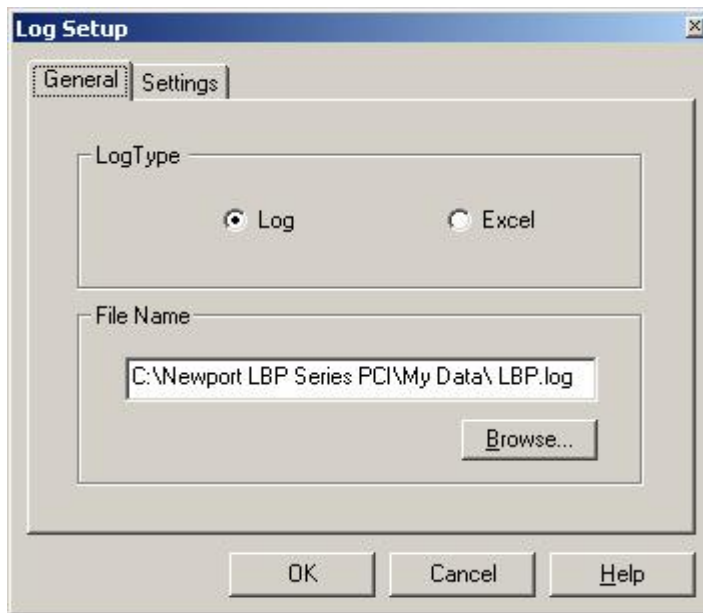 Log Setup
General Settings
LogType
Log Excel
File Name
C:\Newport LBP Series PCI\My Data\ LBP.log
Browse...
OK Cancel Help